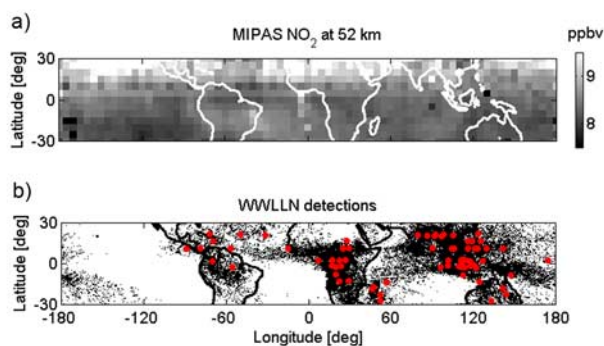 a)
MIPAS NO2 at 52 km
ppbv
30
0
-30
Latitude [deg]
9
8
b)
WWLLN detections
30
0
-30
Latitude [deg]
-180 -120 -60 0 60 120 180
Longitude [deg]